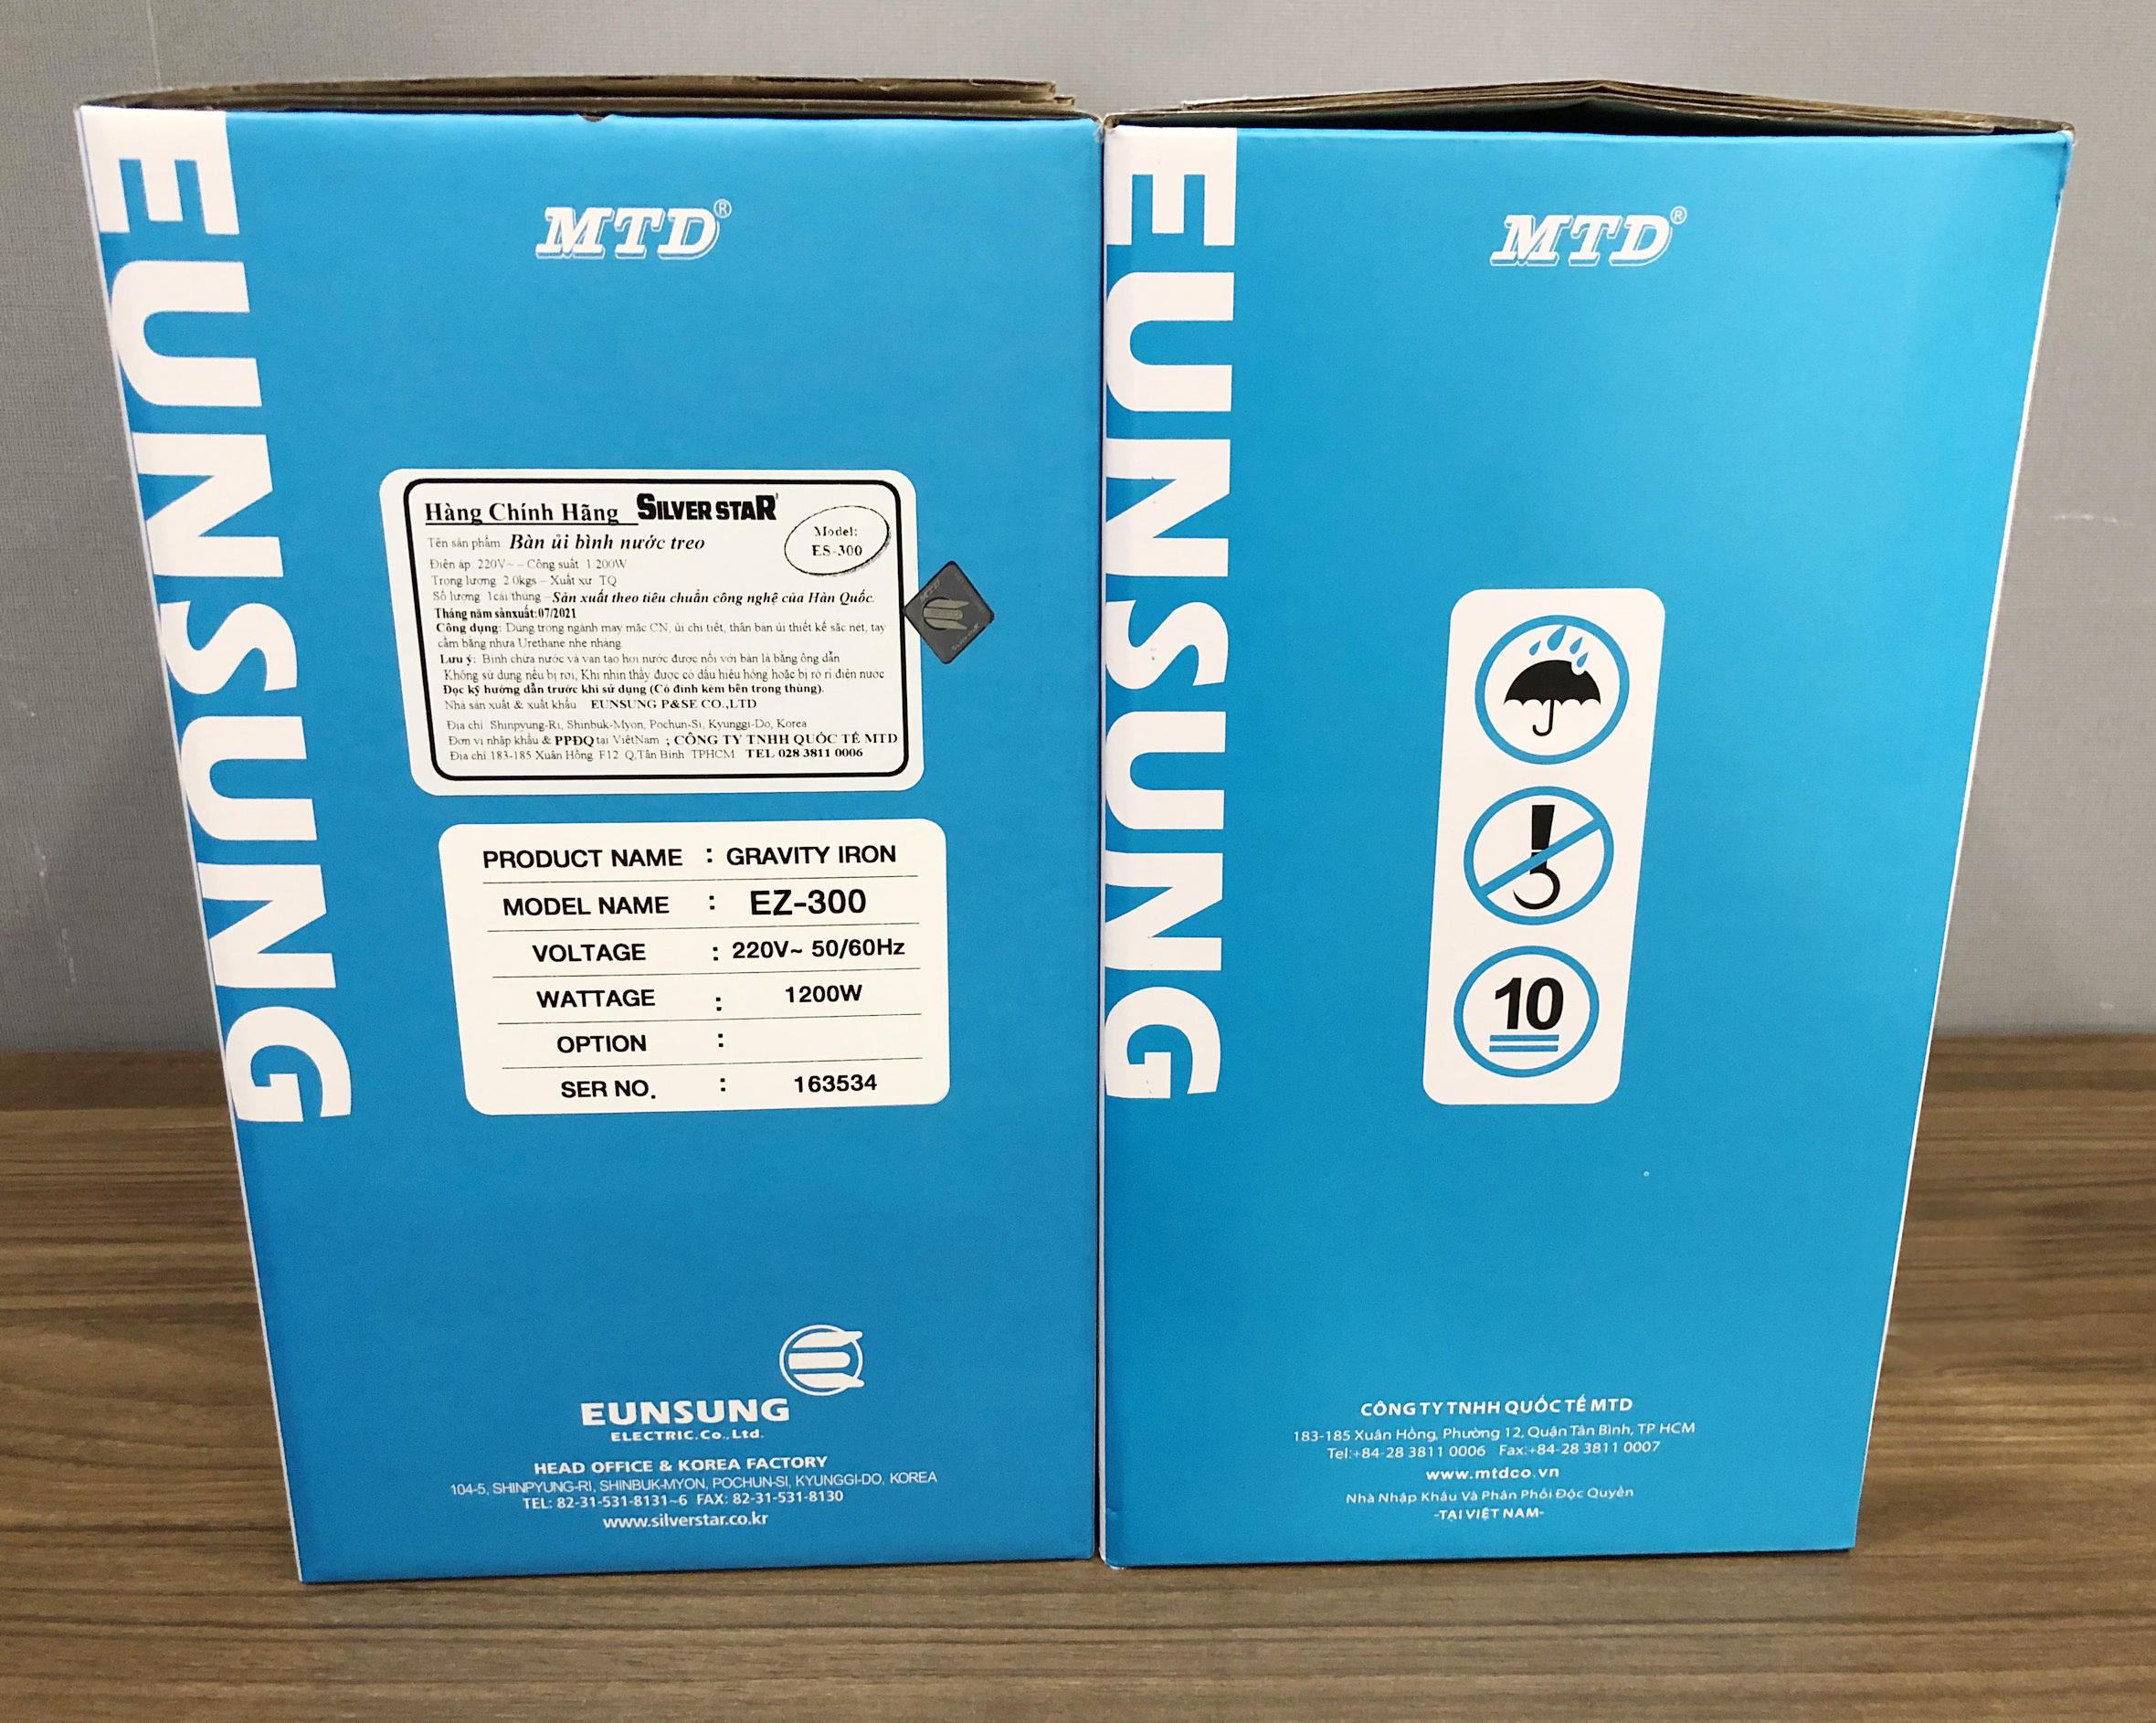 EUNSUNG
MTD®
Hàng Chính Hãng SILVER STAR
Model:
ES-300
Tên sản phẩm Bàn ủi bình nước treo
Điện áp 220V~ – Công suất 1 200W
Trọng lượng 2.0kgs – Xuất xứ TQ
Số lượng 1cái/thùng –Sản xuất theo tiêu chuẩn công nghệ của Hàn Quốc.
Tháng năm sảnxuất:07/2021
Công dụng: Dùng trong ngành may mặc CN, ủi chi tiết, thân bàn ủi thiết kế sắc nét, tay
cầm bằng nhựa Urethane nhẹ nhàng
Lưu ý: Bình chứa nước và van tạo hơi nước được nối với bàn là bằng ống dẫn
Không sử dụng nếu bị rơi, Khi nhìn thấy được có dấu hiệu hỏng hoặc bị rò rỉ điện nước
Đọc kỹ hướng dẫn trước khi sử dụng (Có đính kèm bên trong thùng).
Nhà sản xuất & xuất khẩu EUNSUNG P&SE CO.,LTD
Địa chỉ Shinpyung-Ri, Shinbuk-Myon, Pochun-Si, Kyunggi-Do, Korea
Đơn vị nhập khẩu & PPĐQ tại ViệtNam ; CÔNG TY TNHH QUỐC TẾ MTD
Địa chỉ 183-185 Xuân Hồng F12 Q.Tân Bình TPHCM TEL 028 3811 0006
PRODUCT NAME : GRAVITY IRON
MODEL NAME : EZ-300
VOLTAGE : 220V~ 50/60Hz
WATTAGE : 1200W
OPTION :
SER NO. : 163534
EUNSUNG
ELECTRIC.Co.,Ltd.
HEAD OFFICE & KOREA FACTORY
104-5, SHINPYUNG-RI, SHINBUK-MYON, POCHUN-SI, KYUNGGI-DO, KOREA
TEL: 82-31-531-8131~6 FAX: 82-31-531-8130
www.silverstar.co.kr
EUNSUNG
MTD®
10
CÔNG TY TNHH QUỐC TẾ MTD
183-185 Xuân Hồng, Phường 12, Quận Tân Bình, TP HCM
Tel:+84-28 3811 0006 Fax:+84-28 3811 0007
www.mtdco.vn
Nhà Nhập Khẩu Và Phân Phối Độc Quyền
-TẠI VIỆT NAM-